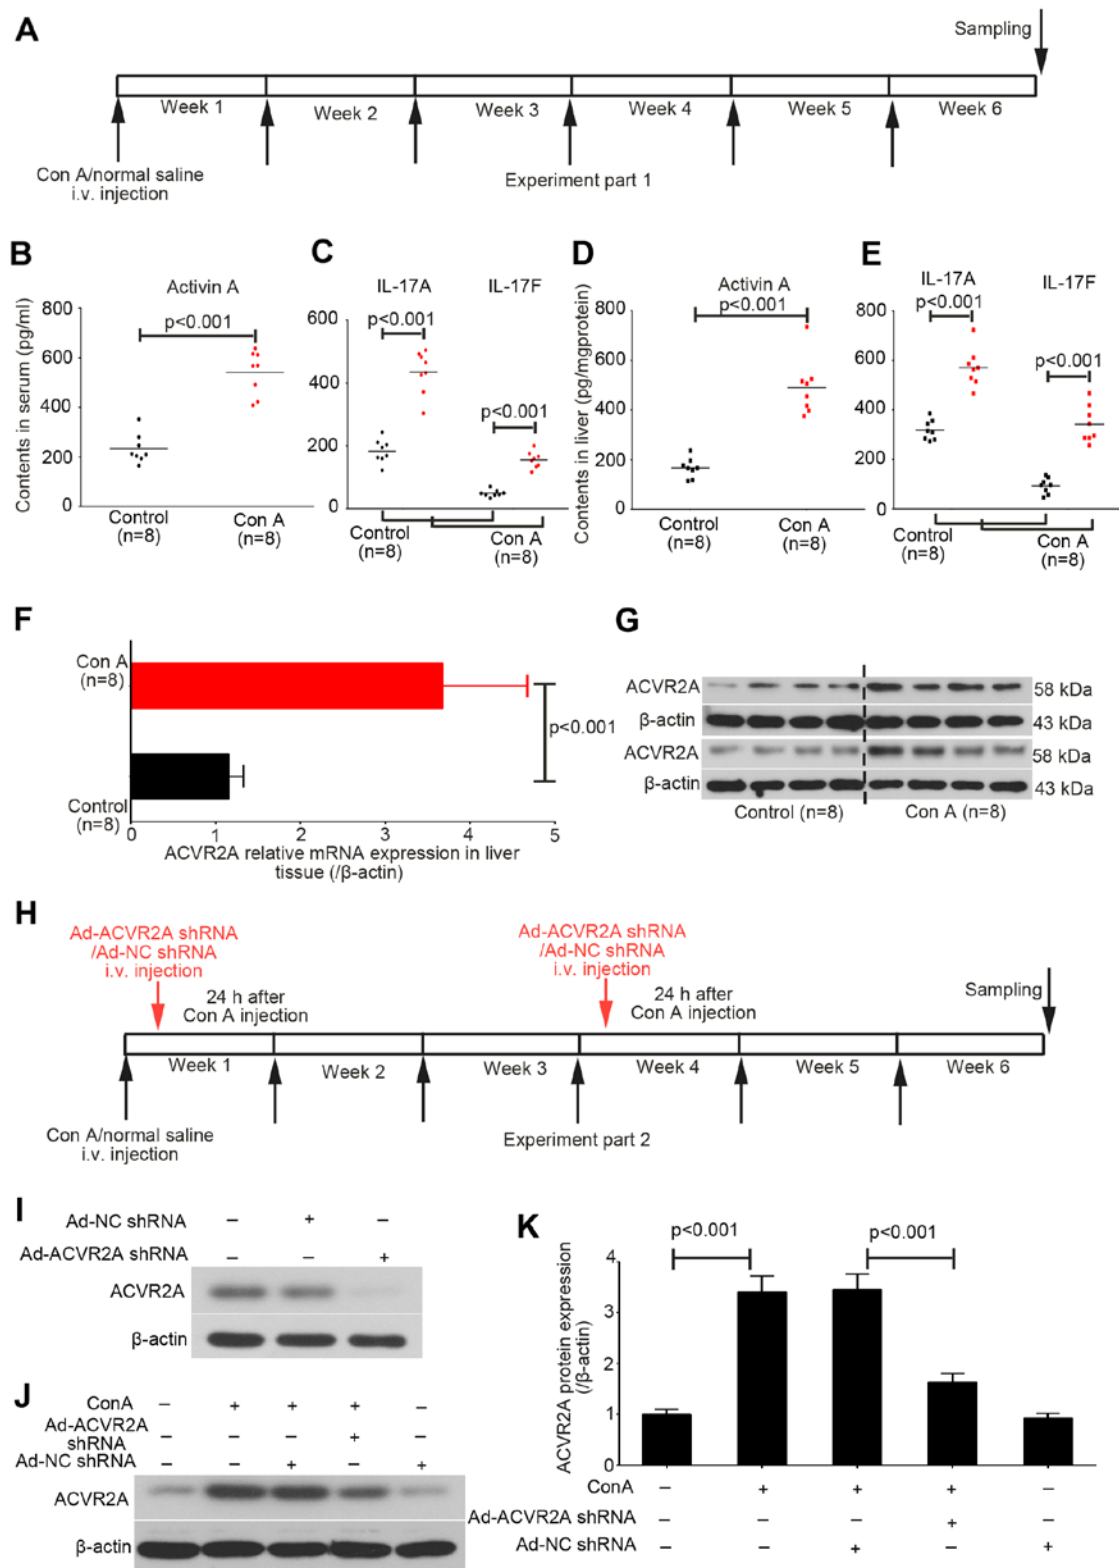 A
Sampling
Week 1
Week 2
Week 3
Week 4
Week 5
Week 6
Con A/normal saline
i.v. injection
Experiment part 1
B
Activin A
p<0.001
Contents in serum (pg/ml)
800
600
400
200
0
Control
(n=8)
Con A
(n=8)
C
IL-17A
IL-17F
p<0.001
p<0.001
600
400
200
0
Control
(n=8)
Con A
(n=8)
D
Activin A
p<0.001
Contents in liver (pg/mgprotein)
800
600
400
200
0
Control
(n=8)
Con A
(n=8)
E
IL-17A
IL-17F
p<0.001
p<0.001
800
600
400
200
0
Control
(n=8)
Con A
(n=8)
F
Con A
(n=8)
Control
(n=8)
p<0.001
0 1 2 3 4 5
ACVR2A relative mRNA expression in liver
tissue (/β-actin)
G
ACVR2A 58 kDa
β-actin 43 kDa
ACVR2A 58 kDa
β-actin 43 kDa
Control (n=8) Con A (n=8)
H
Ad-ACVR2A shRNA
/Ad-NC shRNA
i.v. injection
24 h after
Con A injection
Ad-ACVR2A shRNA
/Ad-NC shRNA
i.v. injection
24 h after
Con A injection
Sampling
Week 1
Week 2
Week 3
Week 4
Week 5
Week 6
Con A/normal saline
i.v. injection
Experiment part 2
I
Ad-NC shRNA – + –
Ad-ACVR2A shRNA – – +
ACVR2A
β-actin
J
ConA – + + + –
Ad-ACVR2A
shRNA – – – + –
Ad-NC shRNA – – + – +
ACVR2A
β-actin
K
p<0.001
p<0.001
ACVR2A protein expression
(/β-actin)
4
3
2
1
0
ConA – + + + –
Ad-ACVR2A shRNA – – – + –
Ad-NC shRNA – – + – +